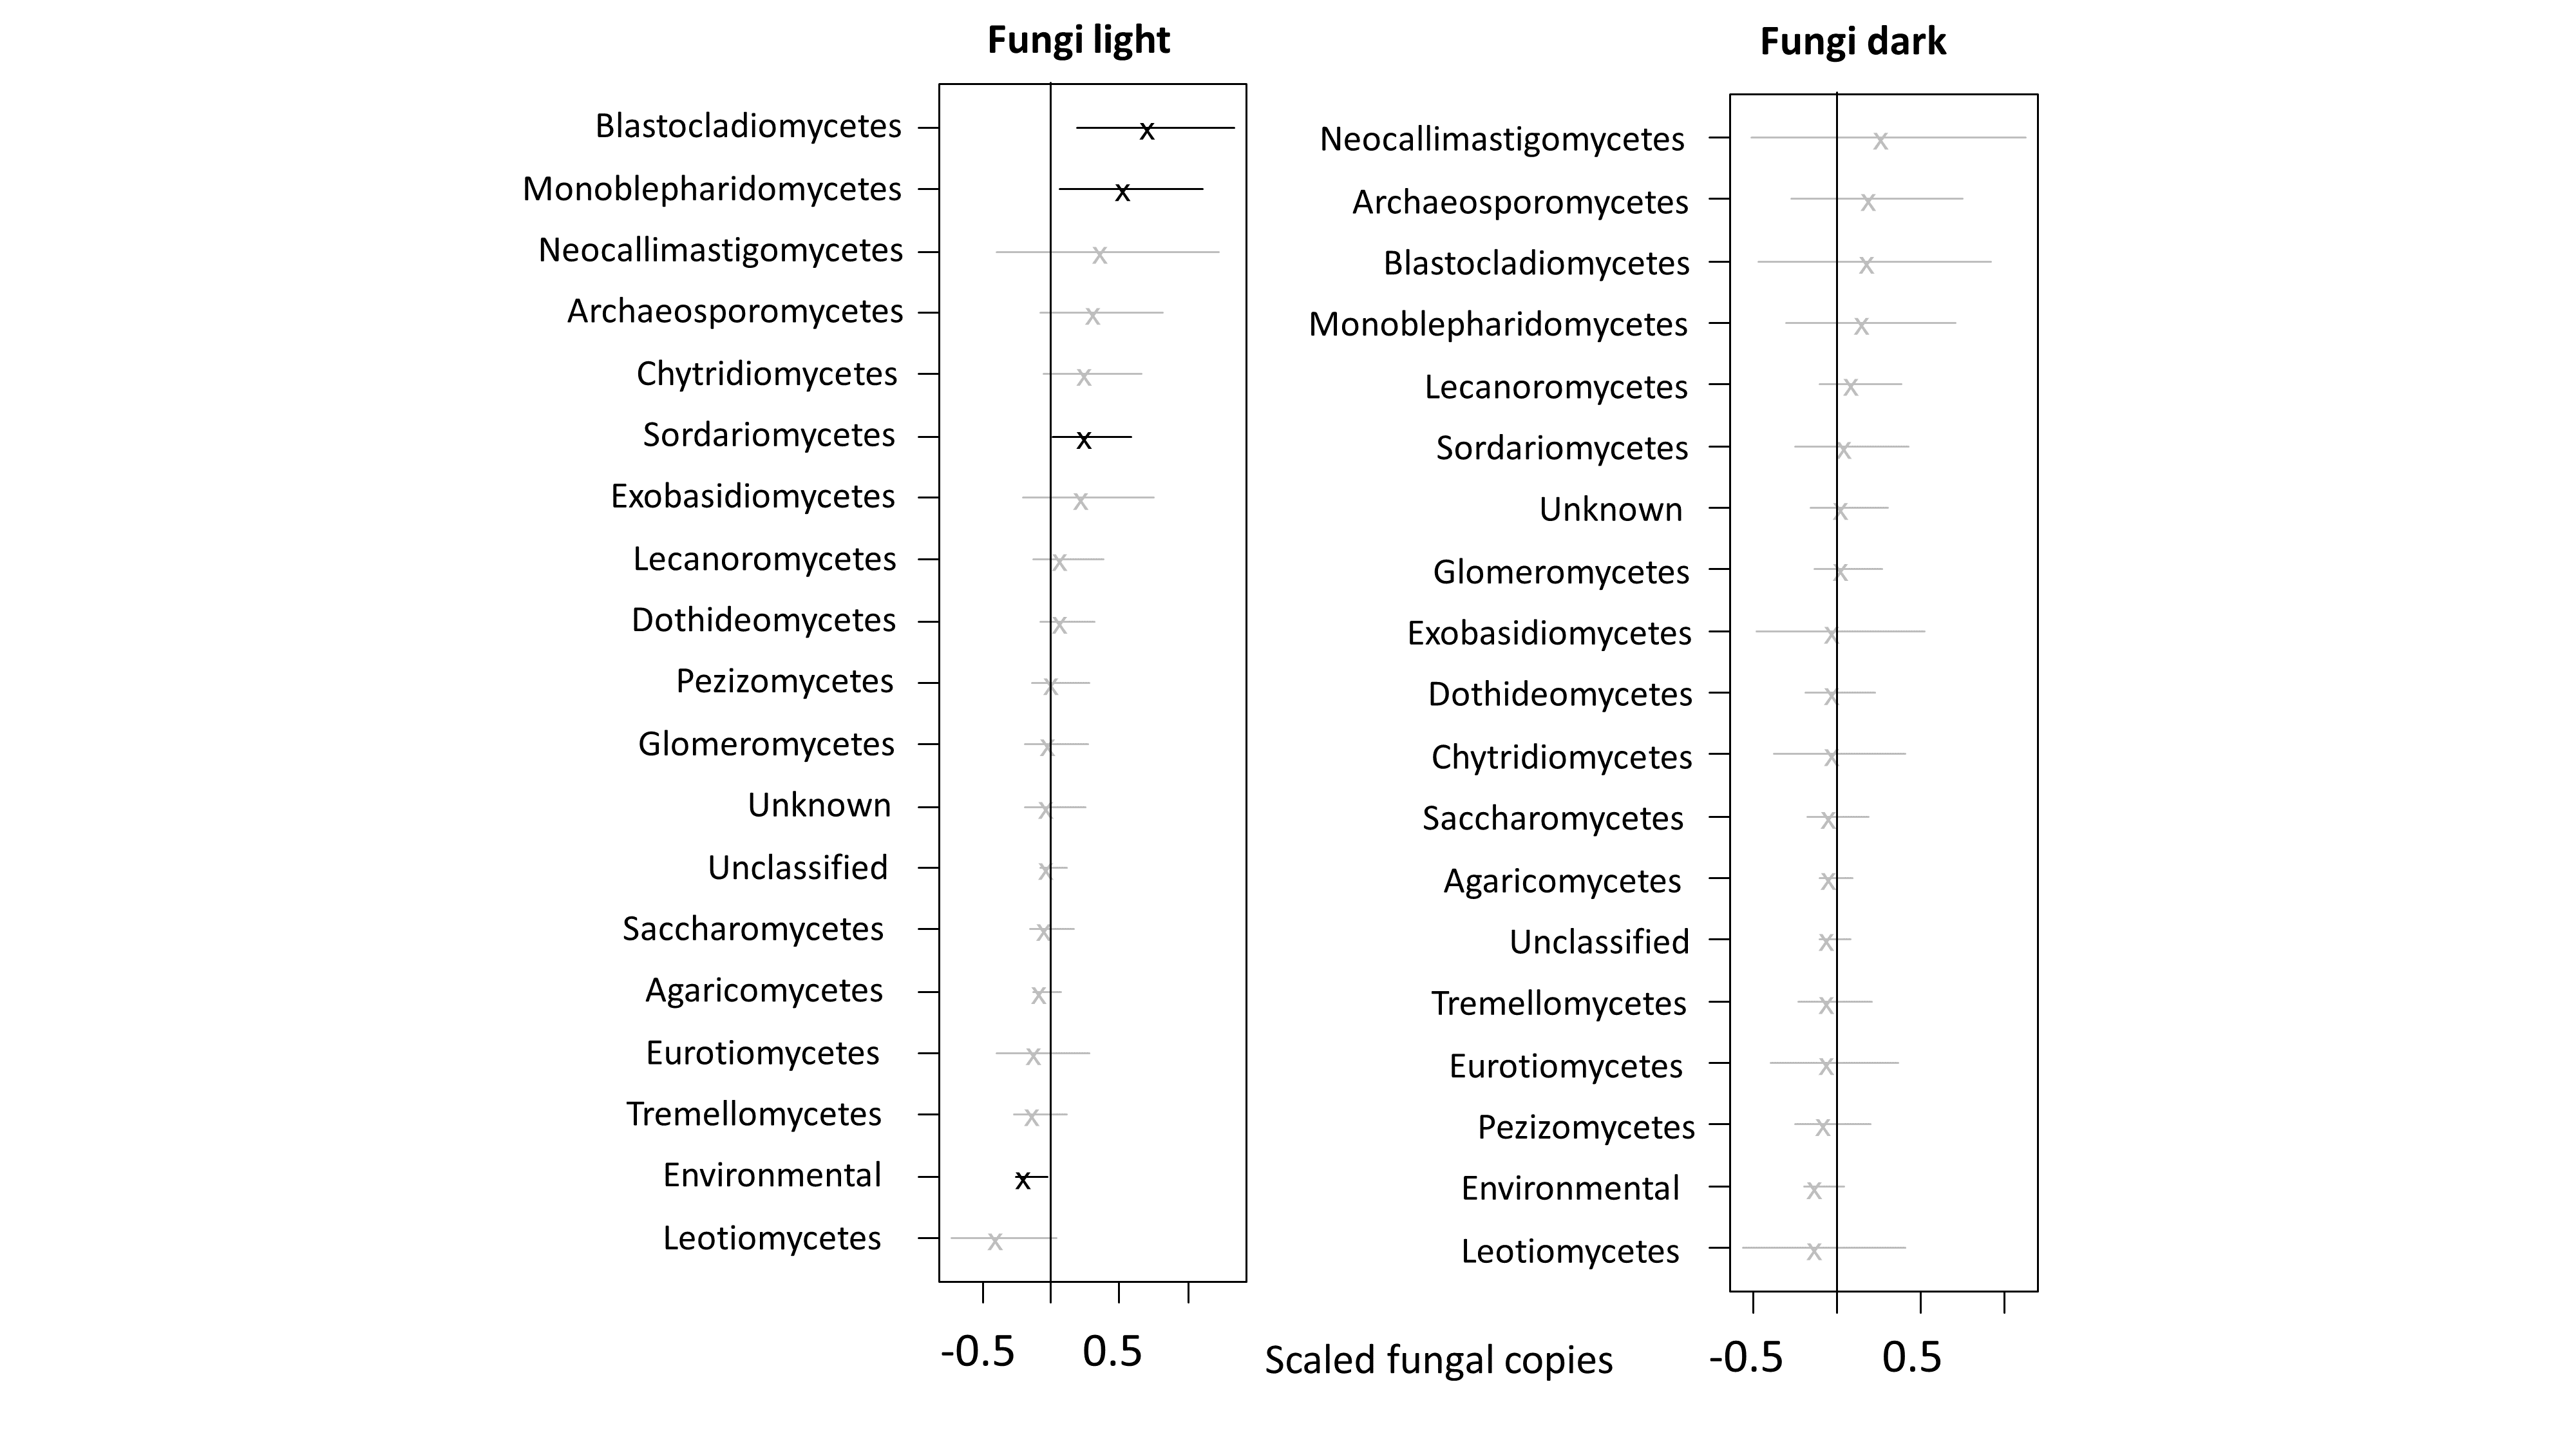 Fungi light
Blastocladiomycetes
Monoblepharidomycetes
Neocallimastigomycetes
Archaeosporomycetes
Chytridiomycetes
Sordariomycetes
Exobasidiomycetes
Lecanoromycetes
Dothideomycetes
Pezizomycetes
Glomeromycetes
Unknown
Unclassified
Saccharomycetes
Agaricomycetes
Eurotiomycetes
Tremellomycetes
Environmental
Leotiomycetes
-0.5 0.5
Fungi dark
Neocallimastigomycetes
Archaeosporomycetes
Blastocladiomycetes
Monoblepharidomycetes
Lecanoromycetes
Sordariomycetes
Unknown
Glomeromycetes
Exobasidiomycetes
Dothideomycetes
Chytridiomycetes
Saccharomycetes
Agaricomycetes
Unclassified
Tremellomycetes
Eurotiomycetes
Pezizomycetes
Environmental
Leotiomycetes
-0.5 0.5
Scaled fungal copies